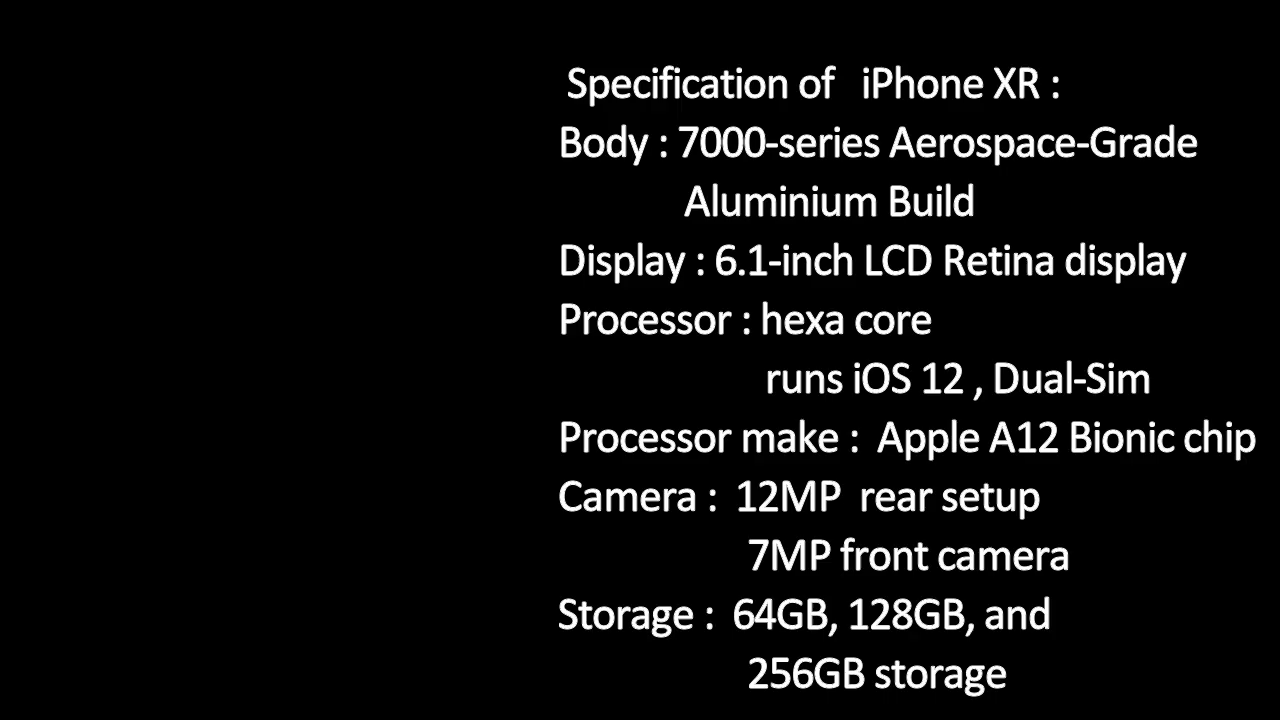 Specification of iPhone XR :
Body : 7000-series Aerospace-Grade
Aluminium Build
Display : 6.1-inch LCD Retina display
Processor : hexa core
runs iOS 12 , Dual-Sim
Processor make : Apple A12 Bionic chip
Camera : 12MP rear setup
7MP front camera
Storage : 64GB, 128GB, and
256GB storage